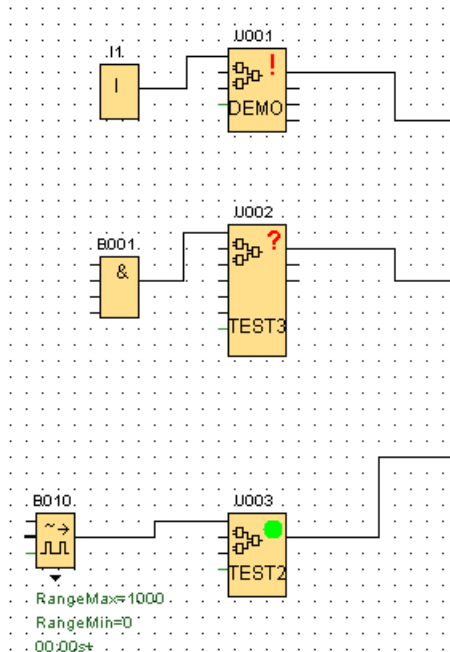 I1
I
U001
!
DEMO
B001
&
U002
?
TEST3
B010
U003
TEST2
RangeMax=1000
RangeMin=0
00:00s+